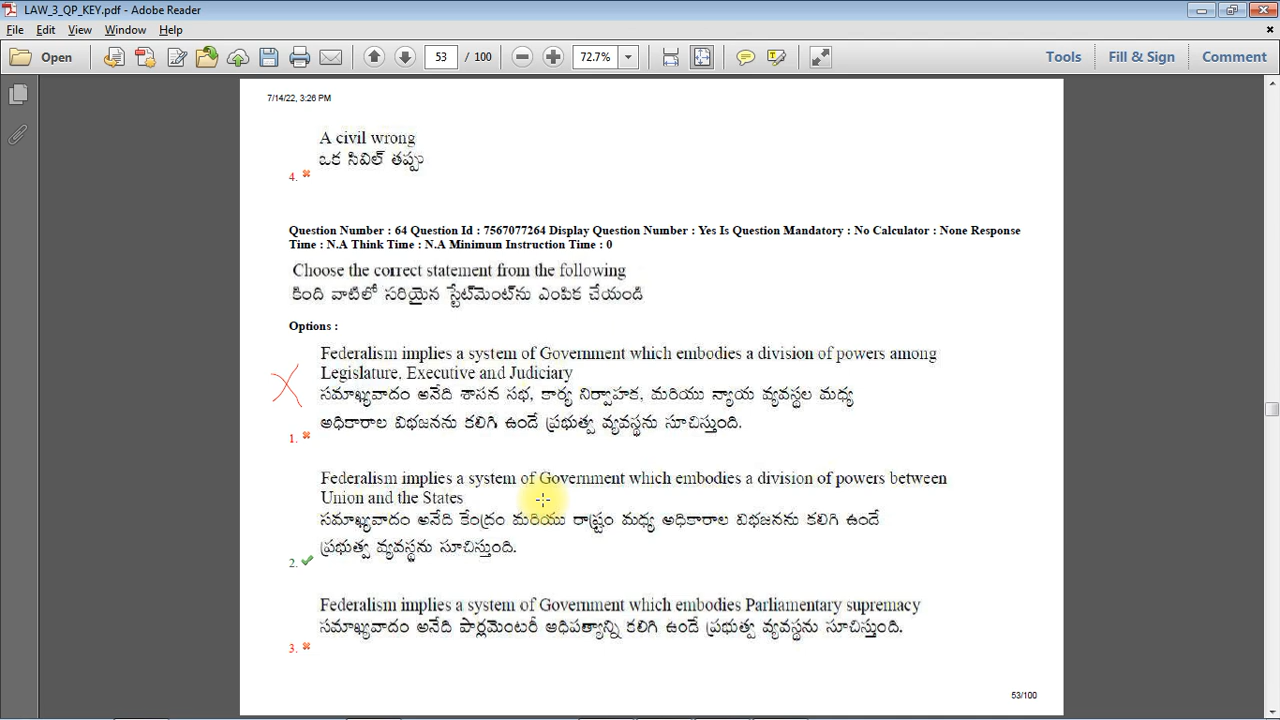 LAW_3_QP_KEY.pdf - Adobe Reader
File Edit View Window Help
Open 53 / 100 72.7% Tools Fill & Sign Comment
7/14/22, 3:26 PM
A civil wrong
ఒక సివిల్ తప్పు
4.
Question Number : 64 Question Id : 7567077264 Display Question Number : Yes Is Question Mandatory : No Calculator : None Response
Time : N.A Think Time : N.A Minimum Instruction Time : 0
Choose the correct statement from the following
కింది వాటిలో సరియైన స్టేట్‌మెంట్‌ను ఎంపిక చేయండి
Options :
Federalism implies a system of Government which embodies a division of powers among
Legislature, Executive and Judiciary
సమాఖ్యవాదం అనేది శాసన సభ, కార్య నిర్వాహక, మరియు న్యాయ వ్యవస్థల మధ్య
అధికారాల విభజనను కలిగి ఉండే ప్రభుత్వ వ్యవస్థను సూచిస్తుంది.
1.
Federalism implies a system of Government which embodies a division of powers between
Union and the States
సమాఖ్యవాదం అనేది కేంద్రం మరియు రాష్ట్రం మధ్య అధికారాల విభజనను కలిగి ఉండే
ప్రభుత్వ వ్యవస్థను సూచిస్తుంది.
2.
Federalism implies a system of Government which embodies Parliamentary supremacy
సమాఖ్యవాదం అనేది పార్లమెంటరీ అధిపత్యాన్ని కలిగి ఉండే ప్రభుత్వ వ్యవస్థను సూచిస్తుంది.
3.
53/100